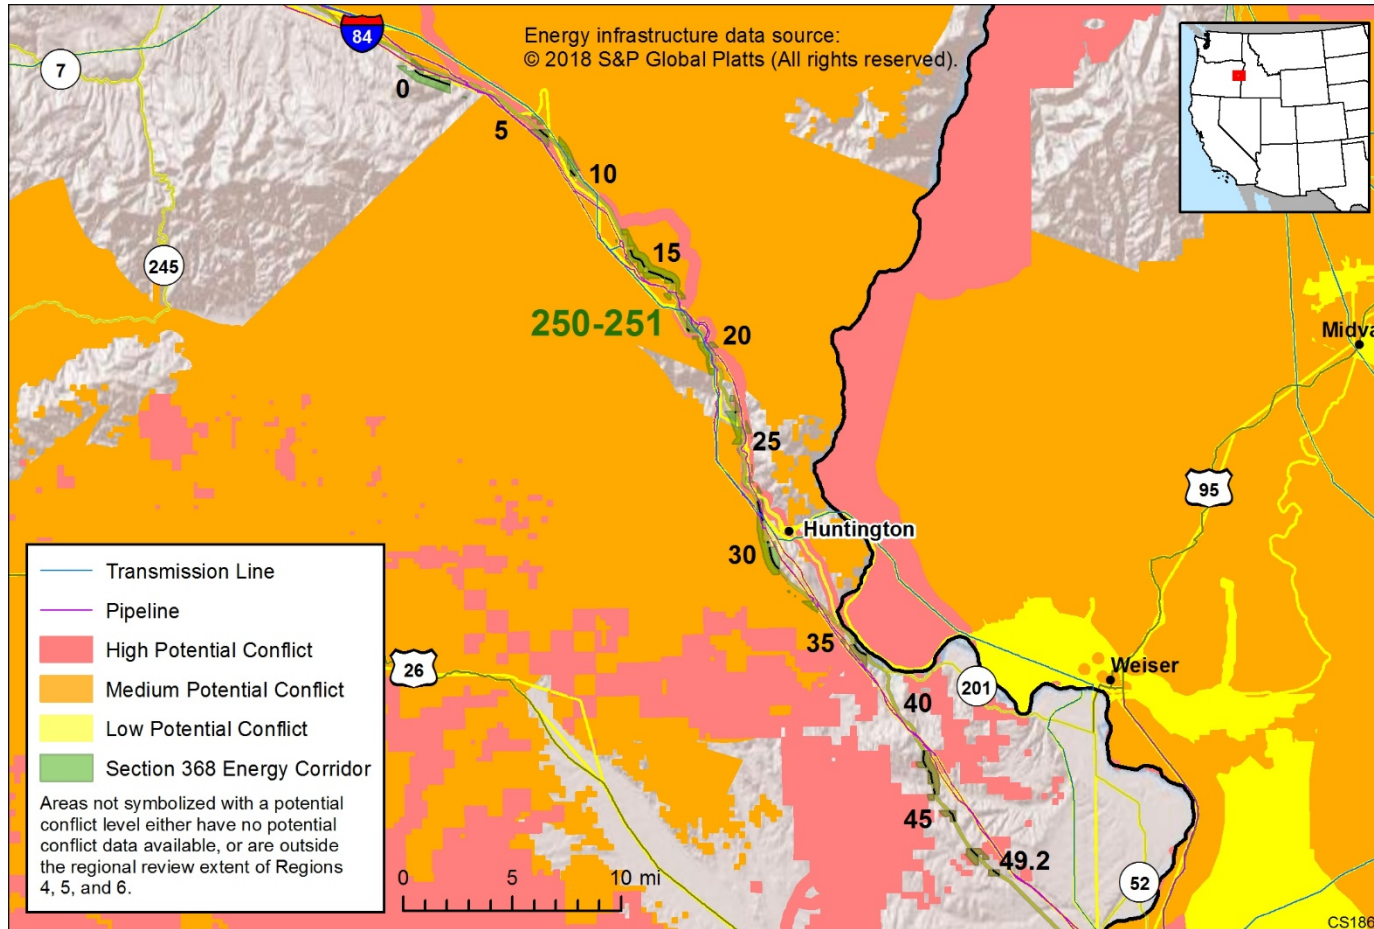 84
Energy infrastructure data source:
© 2018 S&P Global Platts (All rights reserved).
7
0
5
10
15
245
250-251
20
Midva
25
95
Huntington
30
Transmission Line
Pipeline
High Potential Conflict
Medium Potential Conflict
Low Potential Conflict
Section 368 Energy Corridor
Areas not symbolized with a potential
conflict level either have no potential
conflict data available, or are outside
the regional review extent of Regions
4, 5, and 6.
35
26
Weiser
201
40
45
49.2
52
0 5 10 mi
CS186